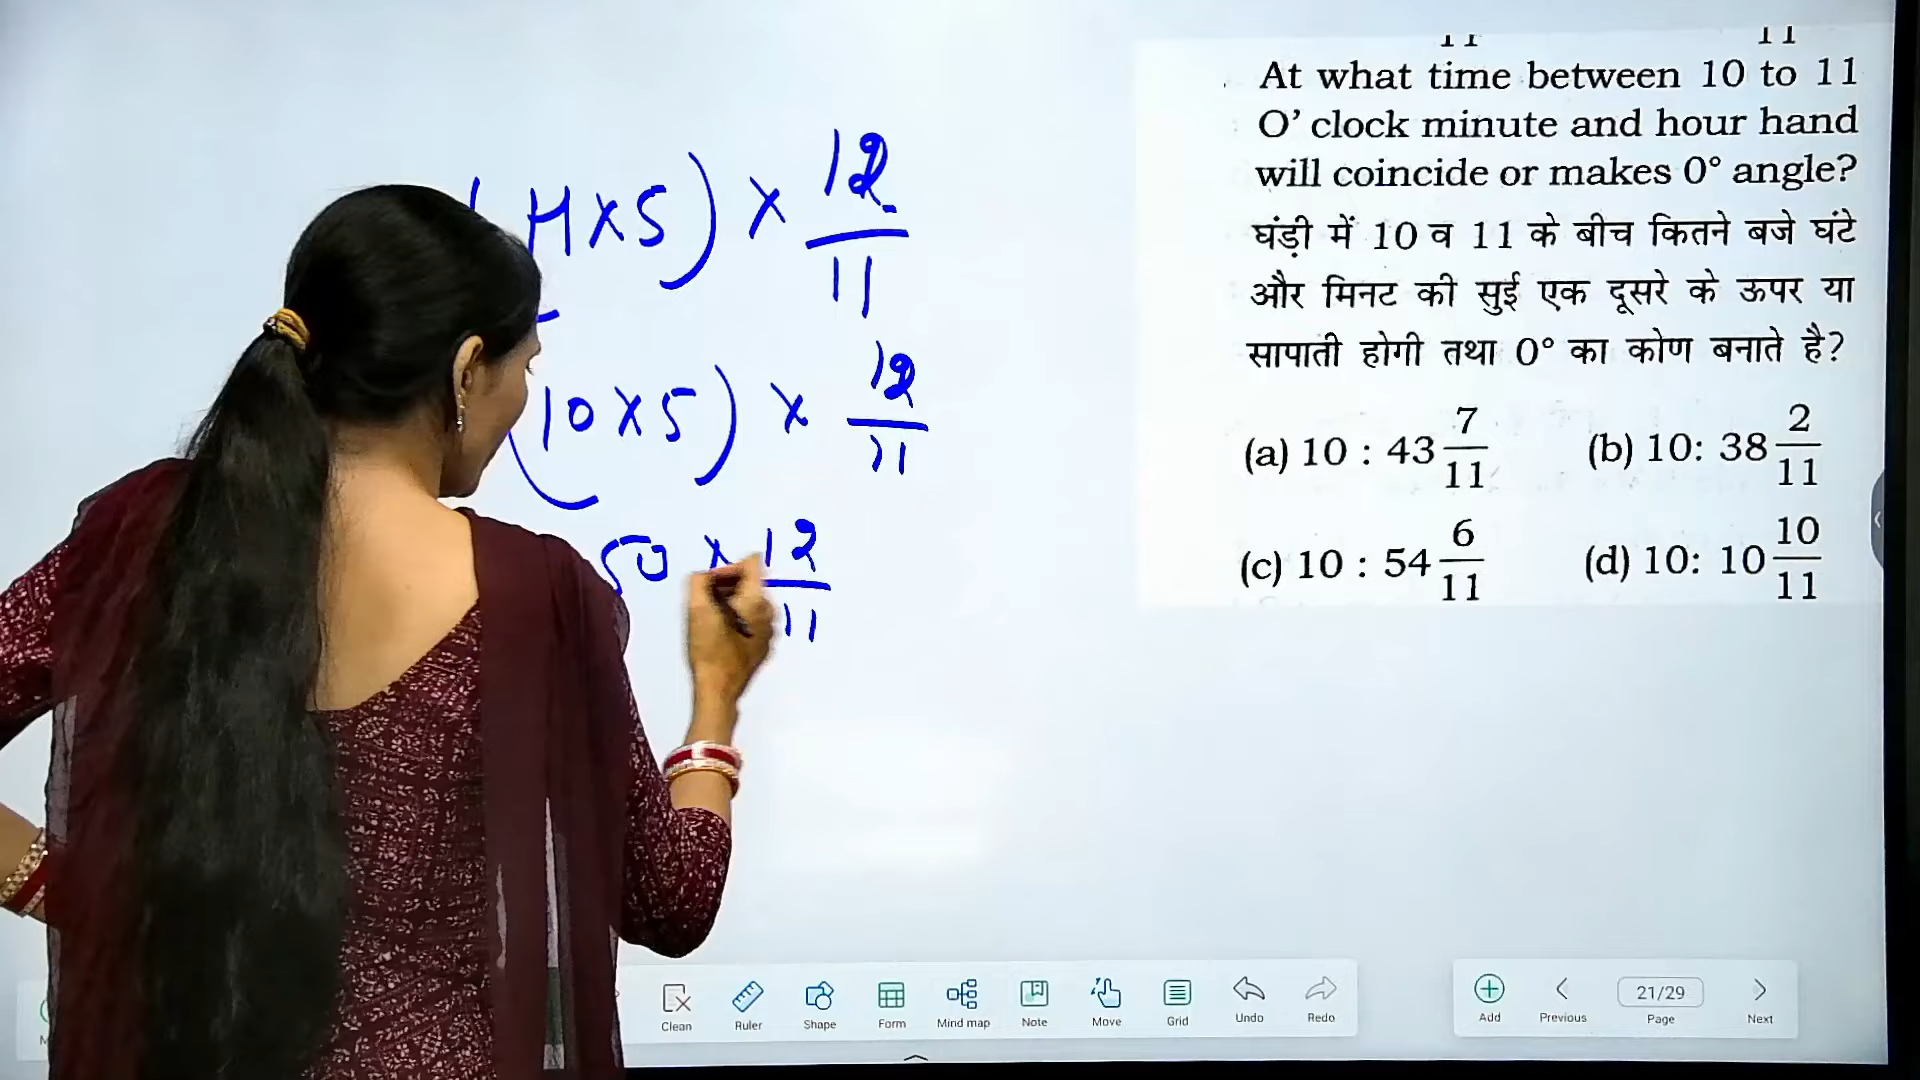 At what time between 10 to 11
O' clock minute and hour hand
will coincide or makes 0° angle?
घंड़ी में 10 व 11 के बीच कितने बजे घंटे
और मिनट की सुई एक दूसरे के ऊपर या
सापाती होगी तथा 0° का कोण बनाते है?
(a) 10 : 43 7/11 (b) 10: 38 2/11
(c) 10 : 54 6/11 (d) 10: 10 10/11
H×5) × 12/11
(10×5) × 12/11
50 × 12/11
Clean Ruler Shape Form Mind map Note Move Grid Undo Redo
Add Previous 21/29 Page Next